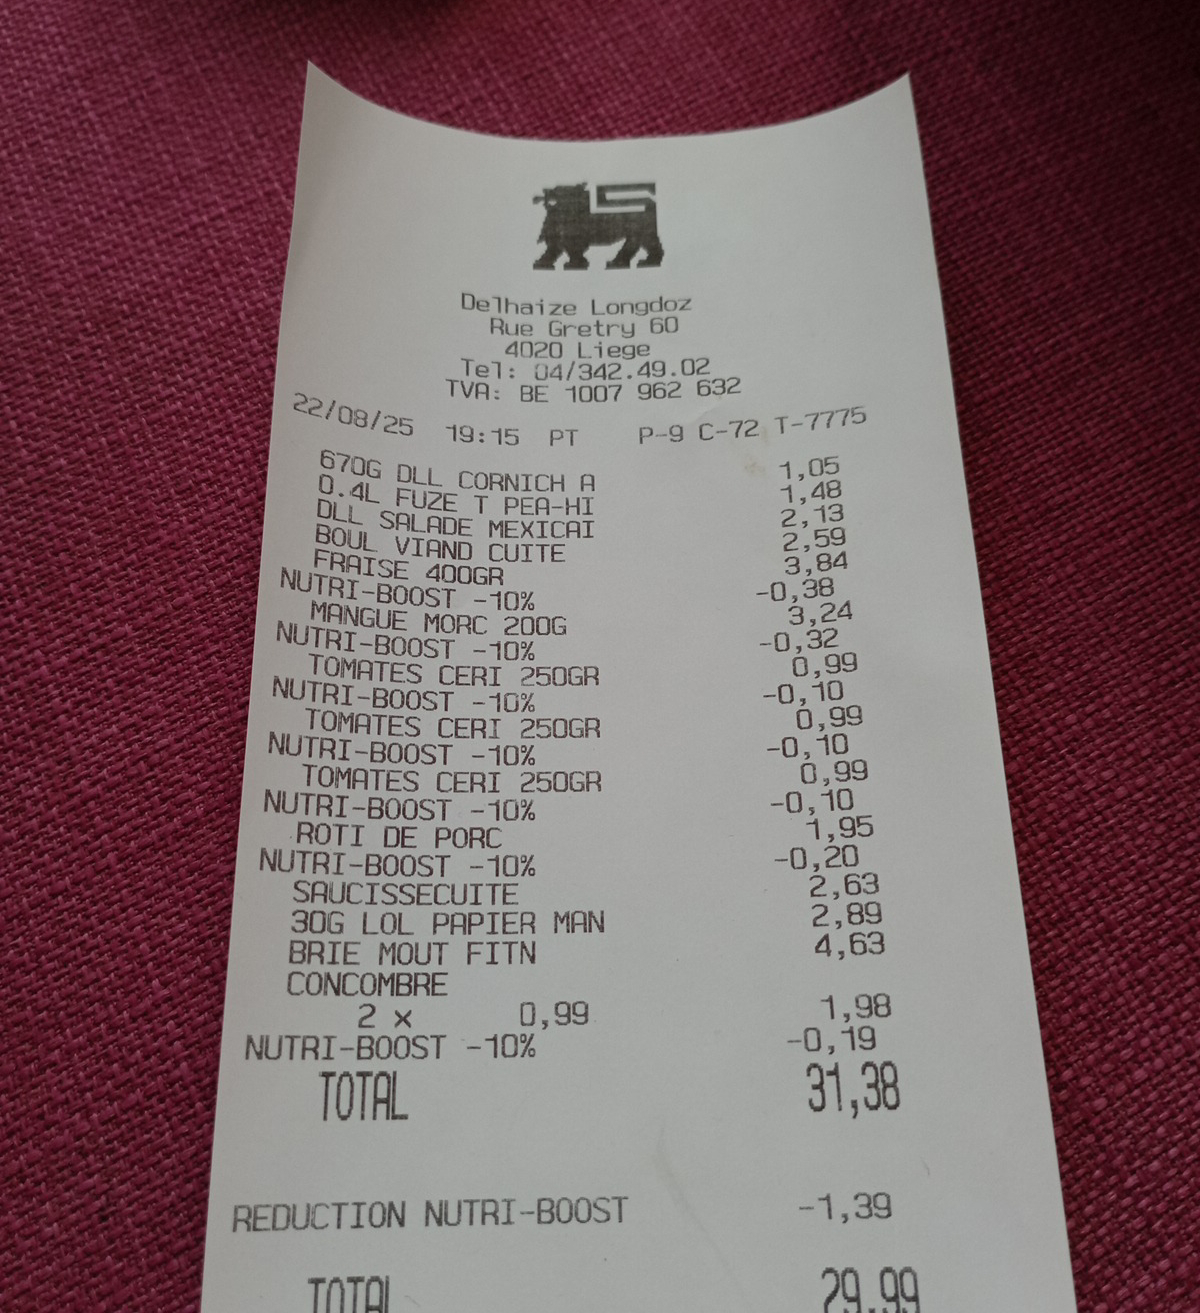 Delhaize Longdoz
Rue Gretry 60
4020 Liege
Tel: 04/342.49.02
TVA: BE 1007 962 632
22/08/25 19:15 PT P-9 C-72 T-7775
670G DLL CORNICH A 1,05
0.4L FUZE T PEA-HI 1,48
DLL SALADE MEXICAI 2,13
BOUL VIAND CUITE 2,59
FRAISE 400GR 3,84
NUTRI-BOOST -10% -0,38
MANGUE MORC 200G 3,24
NUTRI-BOOST -10% -0,32
TOMATES CERI 250GR 0,99
NUTRI-BOOST -10% -0,10
TOMATES CERI 250GR 0,99
NUTRI-BOOST -10% -0,10
TOMATES CERI 250GR 0,99
NUTRI-BOOST -10% -0,10
ROTI DE PORC 1,95
NUTRI-BOOST -10% -0,20
SAUCISSECUITE 2,63
30G LOL PAPIER MAN 2,89
BRIE MOUT FITN 4,63
CONCOMBRE
2 x 0,99 1,98
NUTRI-BOOST -10% -0,19
TOTAL 31,38
REDUCTION NUTRI-BOOST -1,39
TOTAL 29,99